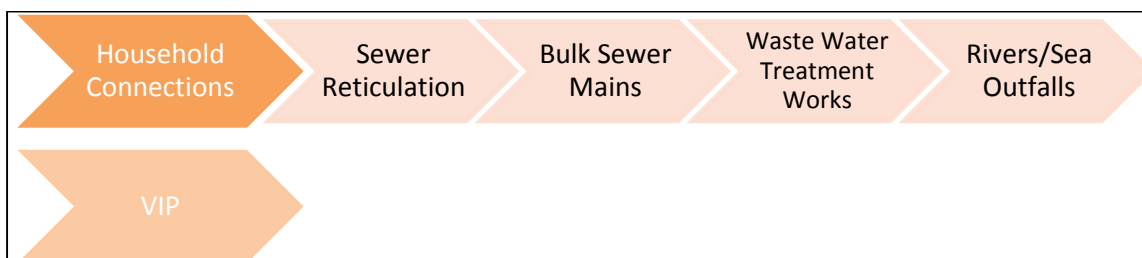 Household
Connections
Sewer
Reticulation
Bulk Sewer
Mains
Waste Water
Treatment
Works
Rivers/Sea
Outfalls
VIP